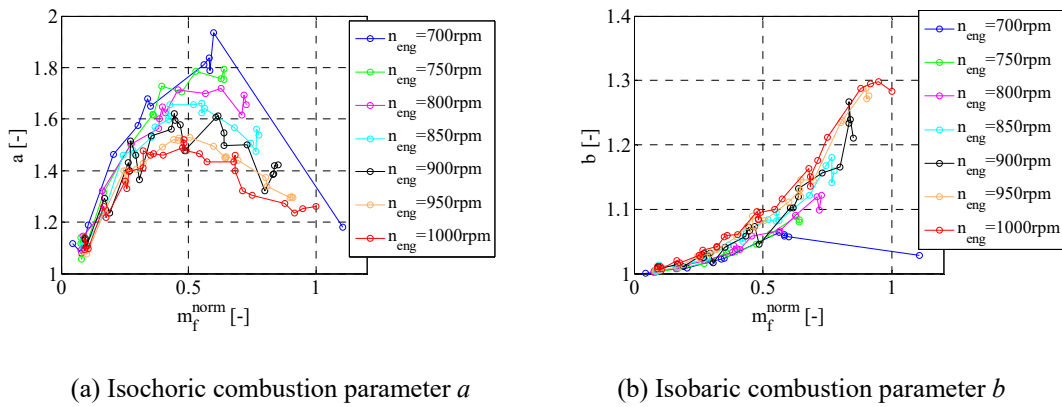 2
1.8
1.6
1.4
1.2
1
a [-]
0
0.5
1
m_f^norm [-]
n_eng=700rpm
n_eng=750rpm
n_eng=800rpm
n_eng=850rpm
n_eng=900rpm
n_eng=950rpm
n_eng=1000rpm
(a) Isochoric combustion parameter a
1.4
1.3
1.2
1.1
1
b [-]
0
0.5
1
m_f^norm [-]
n_eng=700rpm
n_eng=750rpm
n_eng=800rpm
n_eng=850rpm
n_eng=900rpm
n_eng=950rpm
n_eng=1000rpm
(b) Isobaric combustion parameter b